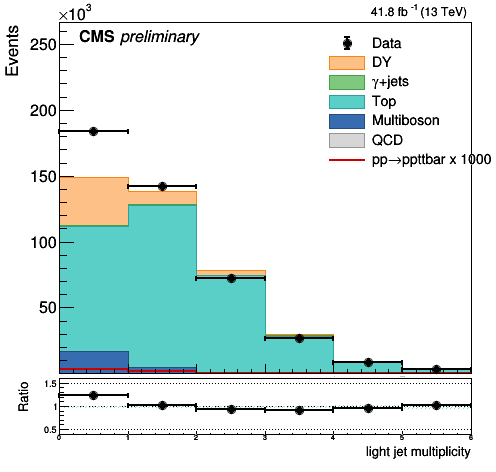 ×10³
41.8 fb⁻¹ (13 TeV)
CMS preliminary
Events
250
200
150
100
50
Data
DY
γ+jets
Top
Multiboson
QCD
pp→ppttbar x 1000
Ratio
1.5
1
0.5
0 1 2 3 4 5 6
light jet multiplicity